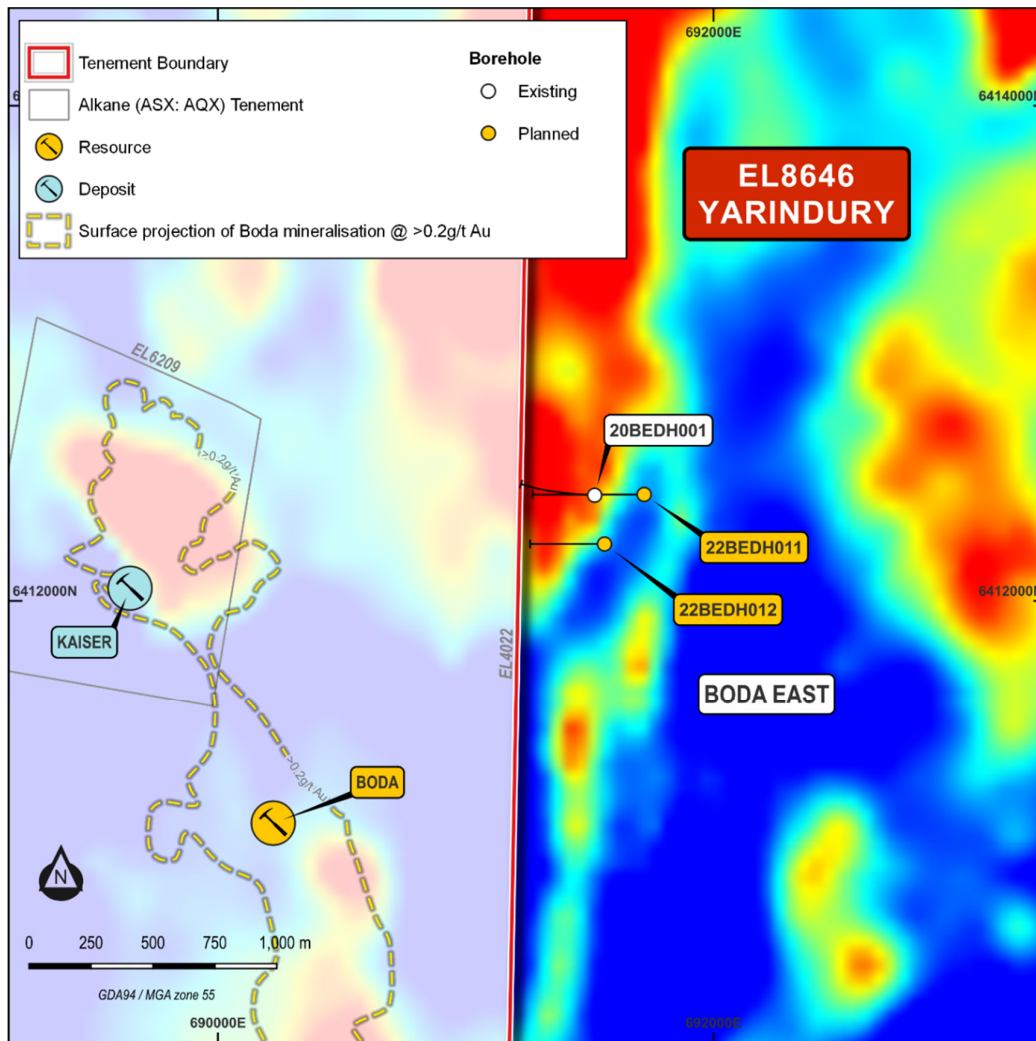 692000E
6
6414000N
Tenement Boundary
Alkane (ASX: AQX) Tenement
Resource
Deposit
Surface projection of Boda mineralisation @ >0.2g/t Au
Borehole
Existing
Planned
EL8646
YARINDURY
EL6209
>0.2g/t Au
20BEDH001
22BEDH011
22BEDH012
6412000N
6412000N
KAISER
EL4022
BODA EAST
>0.2g/t Au
BODA
N
0 250 500 750 1,000 m
GDA94 / MGA zone 55
690000E
692000E